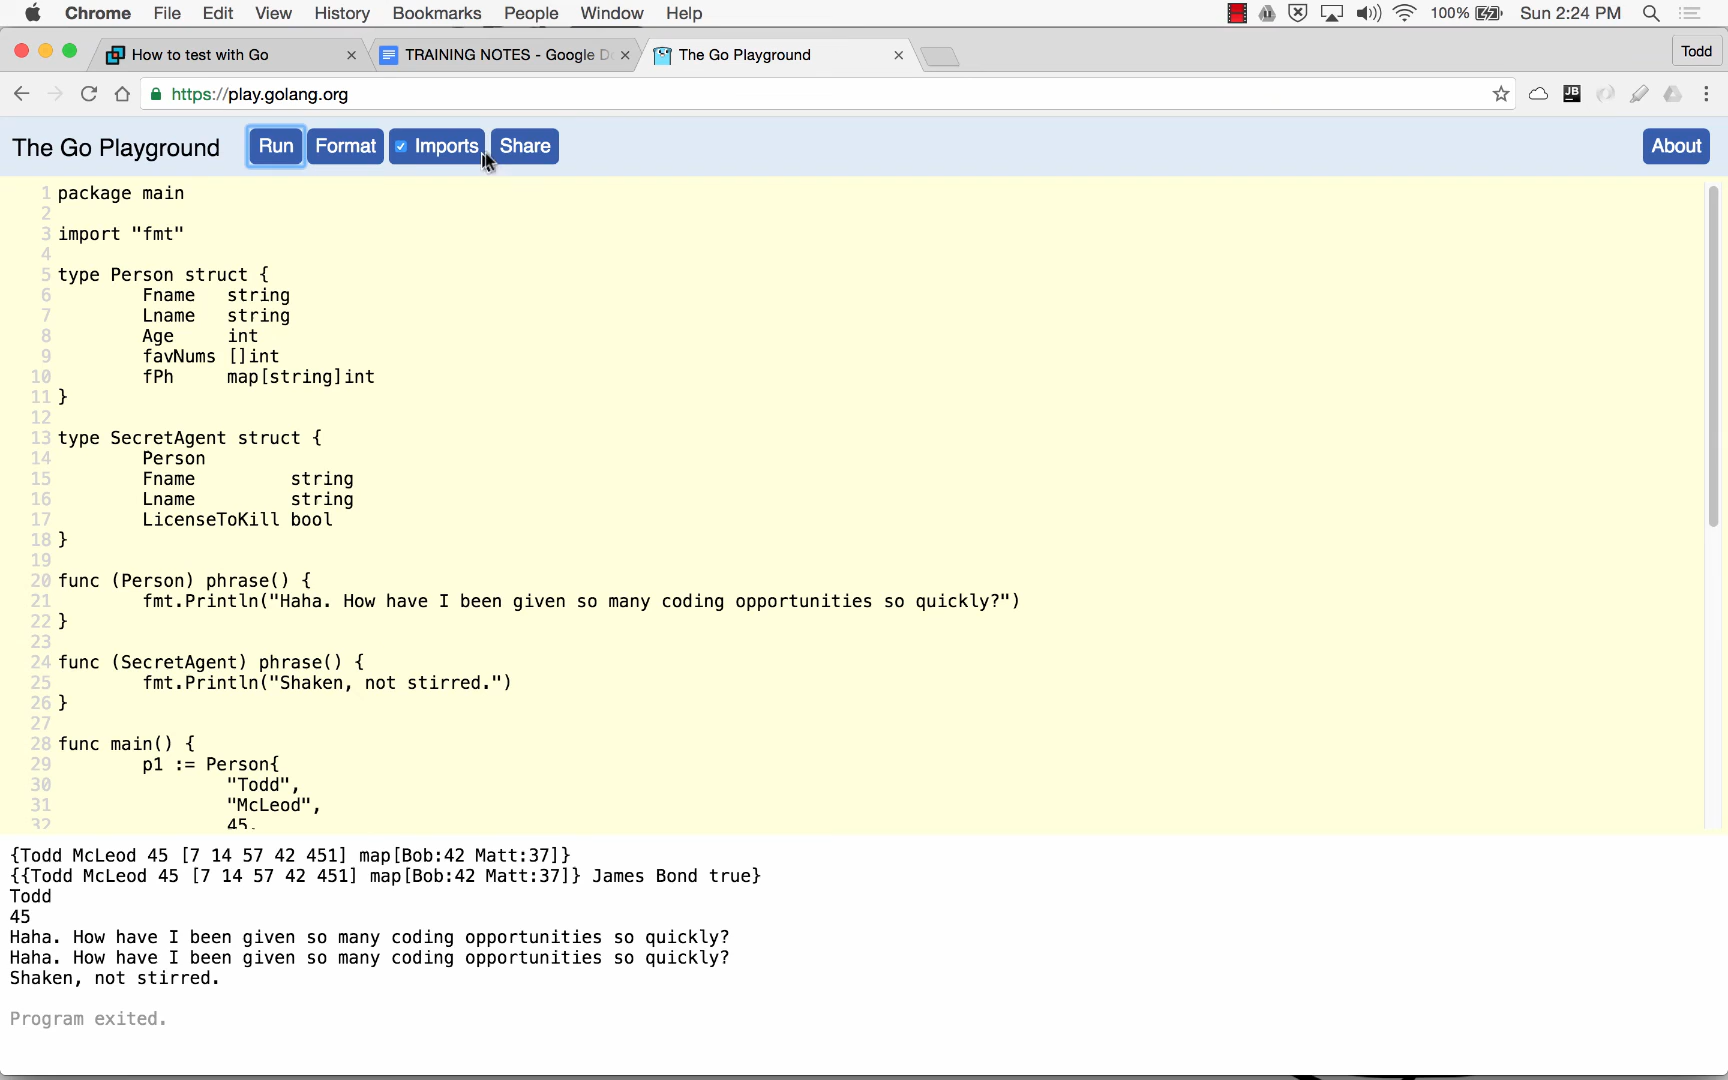 Chrome File Edit View History Bookmarks People Window Help 100% Sun 2:24 PM
How to test with Go TRAINING NOTES - Google D The Go Playground Todd
https://play.golang.org JB
The Go Playground Run Format Imports Share About
1 package main
2
3 import "fmt"
4
5 type Person struct {
6 Fname string
7 Lname string
8 Age int
9 favNums []int
10 fPh map[string]int
11 }
12
13 type SecretAgent struct {
14 Person
15 Fname string
16 Lname string
17 LicenseToKill bool
18 }
19
20 func (Person) phrase() {
21 fmt.Println("Haha. How have I been given so many coding opportunities so quickly?")
22 }
23
24 func (SecretAgent) phrase() {
25 fmt.Println("Shaken, not stirred.")
26 }
27
28 func main() {
29 p1 := Person{
30 "Todd",
31 "McLeod",
32 45,
{Todd McLeod 45 [7 14 57 42 451] map[Bob:42 Matt:37]}
{{Todd McLeod 45 [7 14 57 42 451] map[Bob:42 Matt:37]} James Bond true}
Todd
45
Haha. How have I been given so many coding opportunities so quickly?
Haha. How have I been given so many coding opportunities so quickly?
Shaken, not stirred.
Program exited.